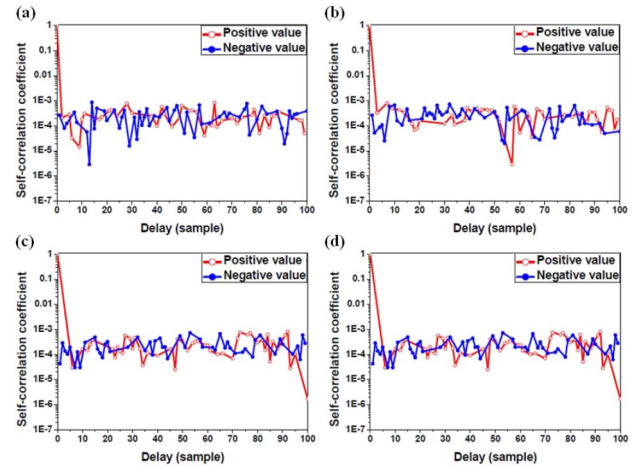 (a)
Self-correlation coefficient
1
0.1
0.01
1E-3
1E-4
1E-5
1E-6
1E-7
Positive value
Negative value
0 10 20 30 40 50 60 70 80 90 100
Delay (sample)
(b)
Self-correlation coefficient
1
0.1
0.01
1E-3
1E-4
1E-5
1E-6
1E-7
Positive value
Negative value
0 10 20 30 40 50 60 70 80 90 100
Delay (sample)
(c)
Self-correlation coefficient
1
0.1
0.01
1E-3
1E-4
1E-5
1E-6
1E-7
Positive value
Negative value
0 10 20 30 40 50 60 70 80 90 100
Delay (sample)
(d)
Self-correlation coefficient
1
0.1
0.01
1E-3
1E-4
1E-5
1E-6
1E-7
Positive value
Negative value
0 10 20 30 40 50 60 70 80 90 100
Delay (sample)